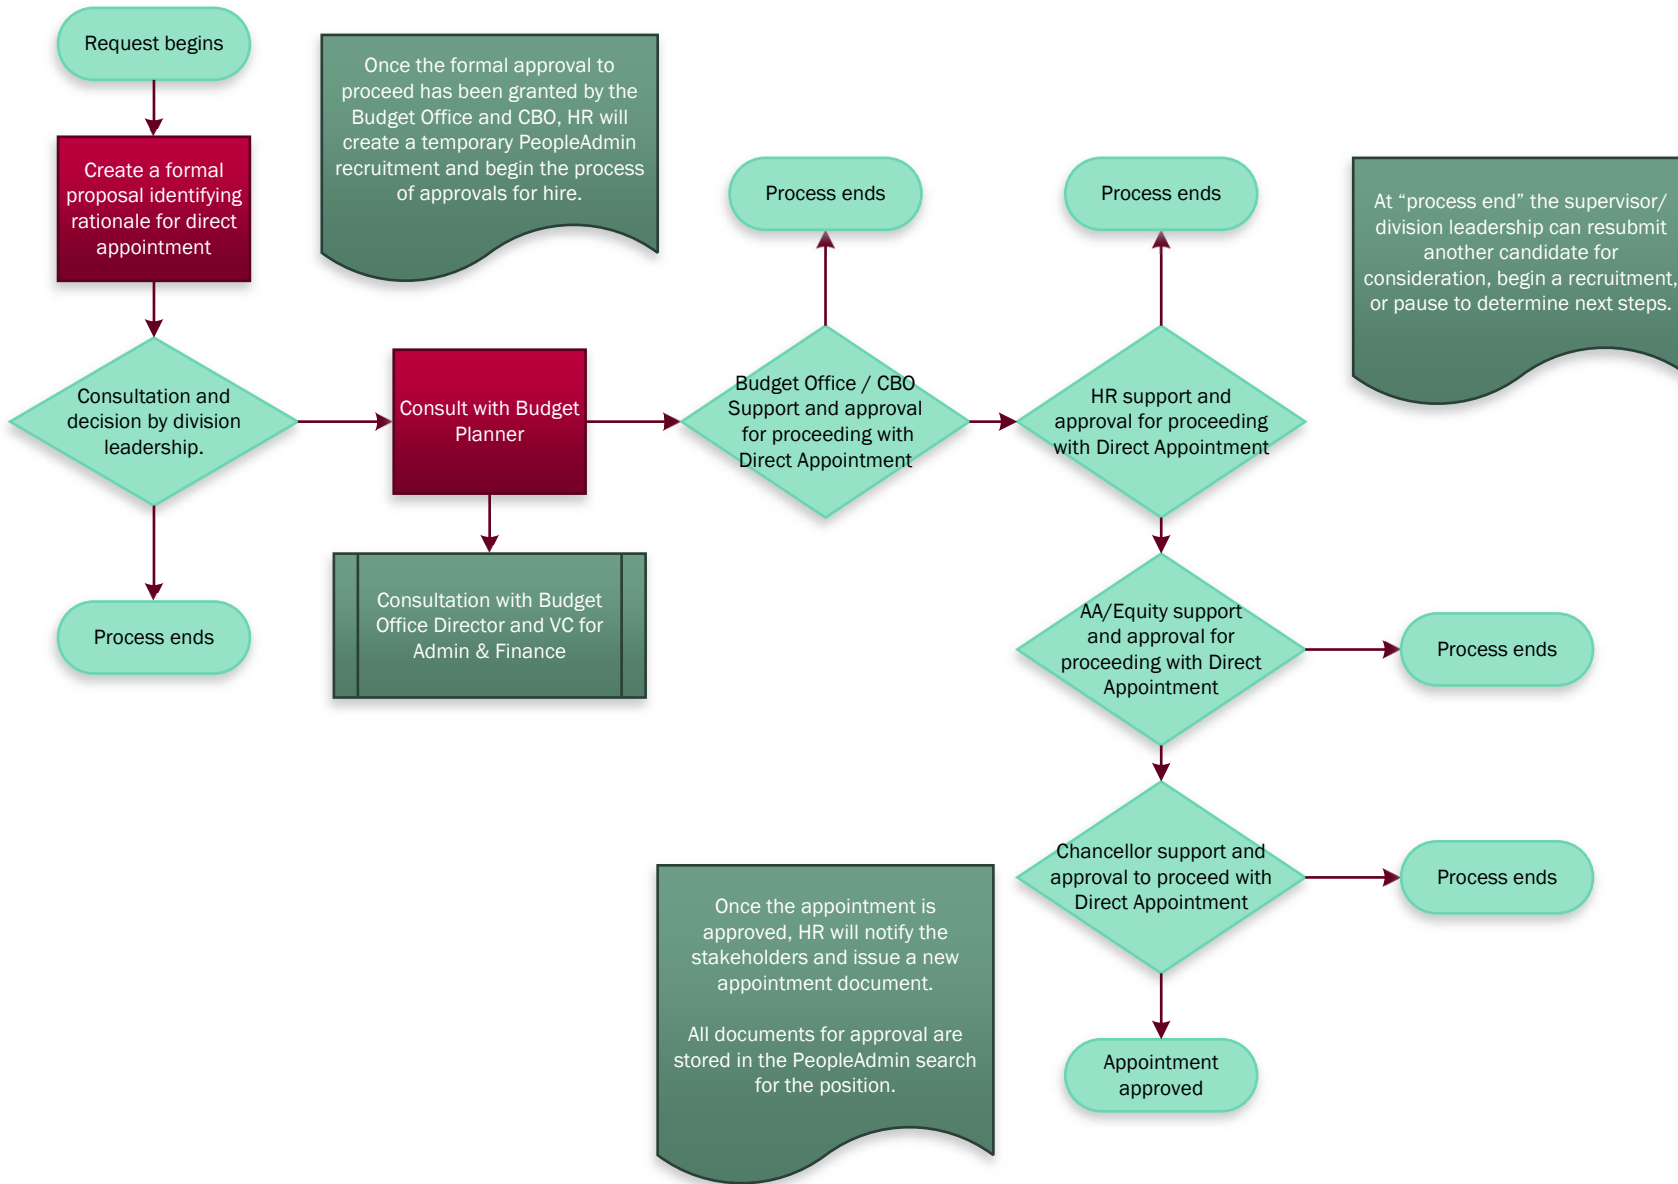 Request begins
Create a formal
proposal identifying
rationale for direct
appointment
Consultation and
decision by division
leadership.
Process ends
Once the formal approval to
proceed has been granted by the
Budget Office and CBO, HR will
create a temporary PeopleAdmin
recruitment and begin the process
of approvals for hire.
Consult with Budget
Planner
Consultation with Budget
Office Director and VC for
Admin & Finance
Process ends
Budget Office / CBO
Support and approval
for proceeding with
Direct Appointment
Process ends
HR support and
approval for proceeding
with Direct Appointment
At “process end” the supervisor/
division leadership can resubmit
another candidate for
consideration, begin a recruitment,
or pause to determine next steps.
AA/Equity support
and approval for
proceeding with Direct
Appointment
Process ends
Chancellor support and
approval to proceed with
Direct Appointment
Process ends
Once the appointment is
approved, HR will notify the
stakeholders and issue a new
appointment document.
All documents for approval are
stored in the PeopleAdmin search
for the position.
Appointment
approved